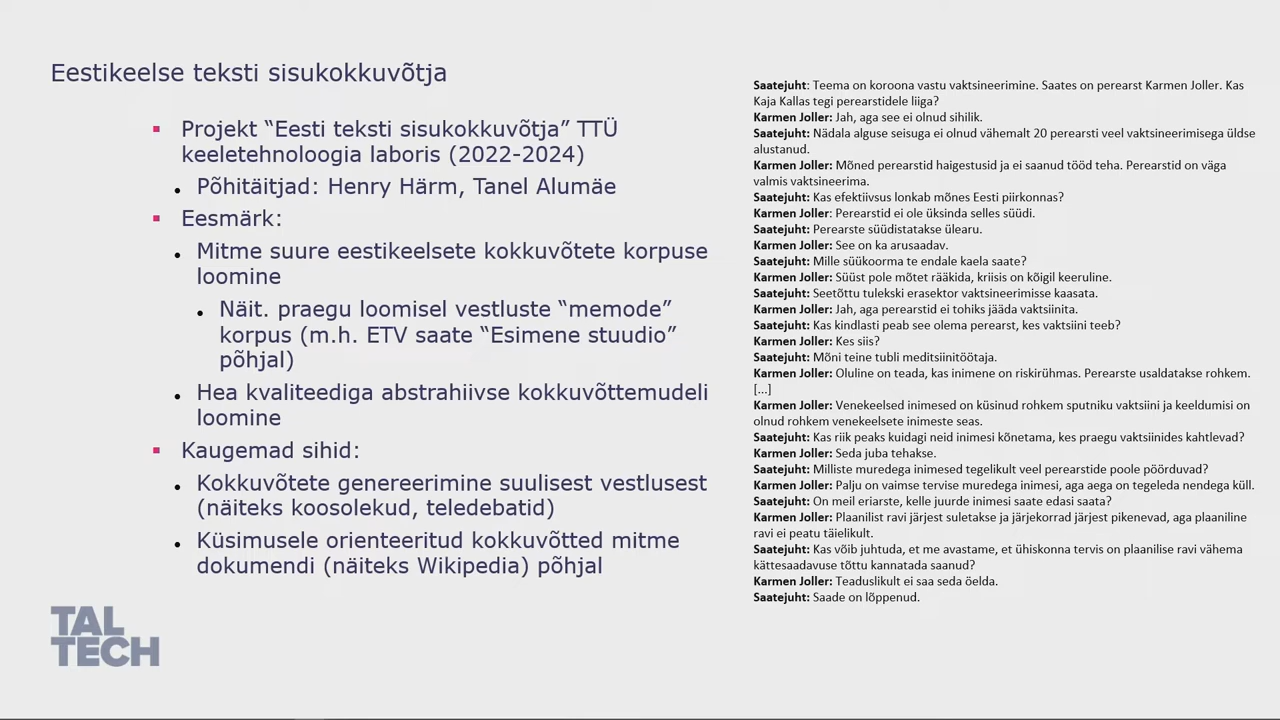 Eestikeelse teksti sisukokkuvõtja
▪ Projekt “Eesti teksti sisukokkuvõtja” TTÜ
keeletehnoloogia laboris (2022-2024)
• Põhitäitjad: Henry Härm, Tanel Alumäe
▪ Eesmärk:
• Mitme suure eestikeelsete kokkuvõtete korpuse
loomine
• Näit. praegu loomisel vestluste “memode”
korpus (m.h. ETV saate “Esimene stuudio”
põhjal)
• Hea kvaliteediga abstrahiivse kokkuvõttemudeli
loomine
▪ Kaugemad sihid:
• Kokkuvõtete genereerimine suulisest vestlusest
(näiteks koosolekud, teledebatid)
• Küsimusele orienteeritud kokkuvõtted mitme
dokumendi (näiteks Wikipedia) põhjal
TAL
TECH
Saatejuht: Teema on koroona vastu vaktsineerimine. Saates on perearst Karmen Joller. Kas
Kaja Kallas tegi perearstidele liiga?
Karmen Joller: Jah, aga see ei olnud sihilik.
Saatejuht: Nädala alguse seisuga ei olnud vähemalt 20 perearsti veel vaktsineerimisega üldse
alustanud.
Karmen Joller: Mõned perearstid haigestusid ja ei saanud tööd teha. Perearstid on väga
valmis vaktsineerima.
Saatejuht: Kas efektiivsus lonkab mõnes Eesti piirkonnas?
Karmen Joller: Perearstid ei ole üksinda selles süüdi.
Saatejuht: Perearste süüdistatakse ülearu.
Karmen Joller: See on ka arusaadav.
Saatejuht: Mille süükoorma te endale kaela saate?
Karmen Joller: Süüst pole mõtet rääkida, kriisis on kõigil keeruline.
Saatejuht: Seetõttu tulekski erasektor vaktsineerimisse kaasata.
Karmen Joller: Jah, aga perearstid ei tohiks jääda vaktsiinita.
Saatejuht: Kas kindlasti peab see olema perearst, kes vaktsiini teeb?
Karmen Joller: Kes siis?
Saatejuht: Mõni teine tubli meditsiinitöötaja.
Karmen Joller: Oluline on teada, kas inimene on riskirühmas. Perearste usaldatakse rohkem.
[...]
Karmen Joller: Venekeelsed inimesed on küsinud rohkem sputniku vaktsiini ja keeldumisi on
olnud rohkem venekeelsete inimeste seas.
Saatejuht: Kas riik peaks kuidagi neid inimesi kõnetama, kes praegu vaktsiinides kahtlevad?
Karmen Joller: Seda juba tehakse.
Saatejuht: Milliste muredega inimesed tegelikult veel perearstide poole pöörduvad?
Karmen Joller: Palju on vaimse tervise muredega inimesi, aga aega on tegeleda nendega küll.
Saatejuht: On meil eriarste, kelle juurde inimesi saate edasi saata?
Karmen Joller: Plaanilist ravi järjest suletakse ja järjekorrad järjest pikenevad, aga plaaniline
ravi ei peatu täielikult.
Saatejuht: Kas võib juhtuda, et me avastame, et ühiskonna tervis on plaanilise ravi vähema
kättesaadavuse tõttu kannatada saanud?
Karmen Joller: Teaduslikult ei saa seda öelda.
Saatejuht: Saade on lõppenud.